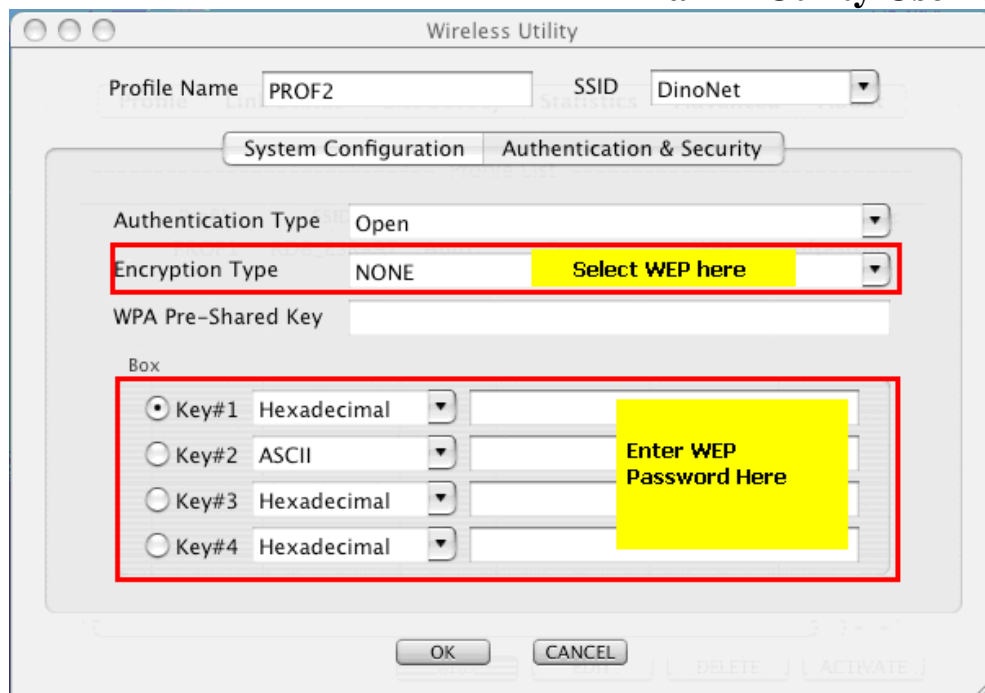 Wireless Utility
Profile Name PROF2 SSID DinoNet
System Configuration Authentication & Security
Authentication Type Open
Encryption Type NONE Select WEP here
WPA Pre-Shared Key
Box
Key#1 Hexadecimal
Key#2 ASCII
Enter WEP
Password Here
Key#3 Hexadecimal
Key#4 Hexadecimal
OK CANCEL
DELETE ACTIVATE